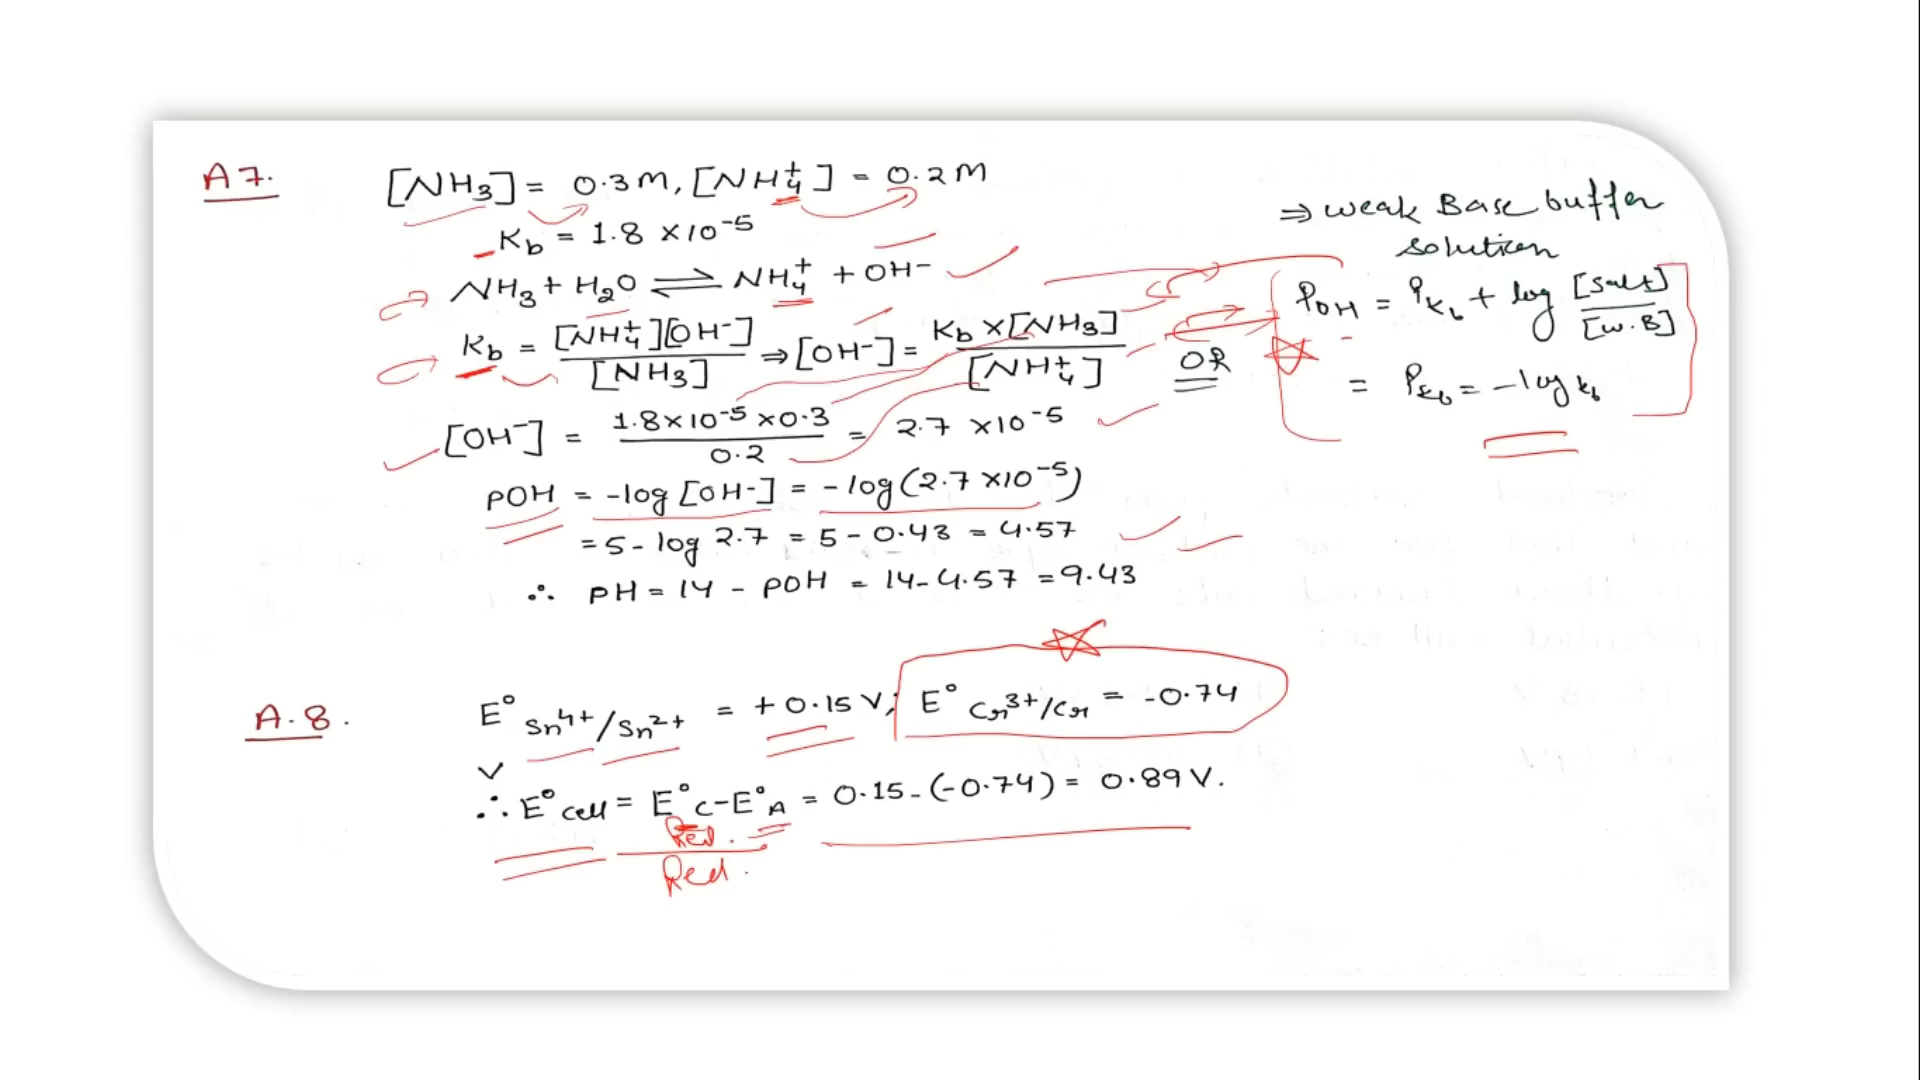 A7. [NH₃] = 0.3M, [NH₄⁺] = 0.2M
Kb = 1.8 ×10⁻⁵
NH₃ + H₂O ⇌ NH₄⁺ + OH⁻
Kb = [NH₄⁺][OH⁻] / [NH₃] ⇒ [OH⁻] = Kb ×[NH₃] / [NH₄⁺]
OR
[OH⁻] = 1.8×10⁻⁵ ×0.3 / 0.2 = 2.7 ×10⁻⁵
POH = -log [OH-] = - log (2.7 ×10⁻⁵)
= 5 - log 2.7 = 5 - 0.43 = 4.57
∴ PH = 14 - POH = 14 - 4.57 = 9.43
⇒ weak Base buffer
solution
POH = Pkb + log [Salt] / [W.B]
= Pkb = -log kb
A.8. E° Sn⁴⁺/Sn²⁺ = + 0.15 V; E° Cr³⁺/Cr = -0.74
V
∴ E° cell = E°C - E°A = 0.15 - (-0.74) = 0.89 V.
Red.
Red.